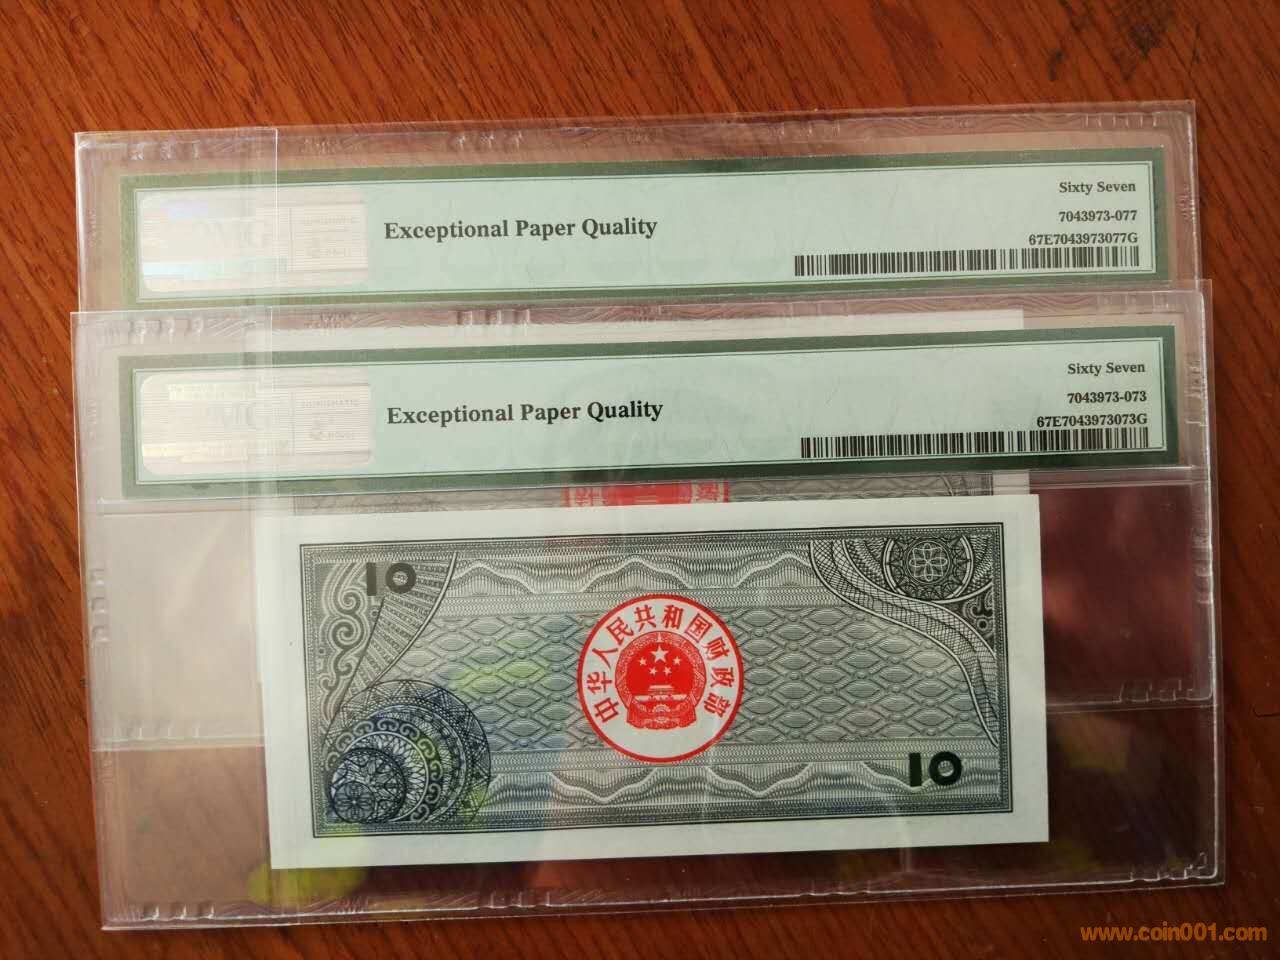 Sixty Seven
Exceptional Paper Quality
7043973-077
67E7043973077G
Sixty Seven
Exceptional Paper Quality
7043973-073
67E7043973073G
10
中华人民共和国财政部
10
www.coin001.com